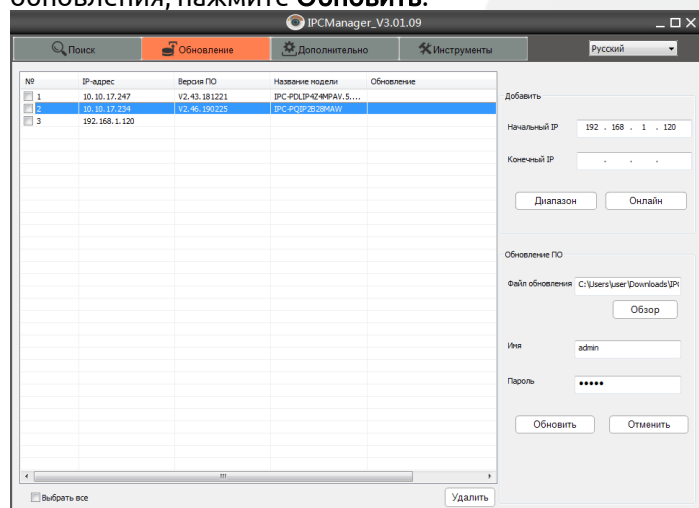 обновления, нажмите Обновить.
IPCManager_V3.01.09
Поиск Обновление Дополнительно Инструменты Русский
№ IP-адрес Версия ПО Название модели Обновление
1 10.10.17.247 V2.43.181221 IPC-PDLIP4Z4MPAV.5....
2 10.10.17.234 V2.46.190225 IPC-PQIP2B28MAW
3 192.168.1.120
Добавить
Начальный IP 192 . 168 . 1 . 120
Конечный IP . . .
Диапазон Онлайн
Обновление ПО
Файл обновления C:\Users\user\Downloads\IP
Обзор
Имя admin
Пароль •••••
Обновить Отменить
Выбрать все Удалить